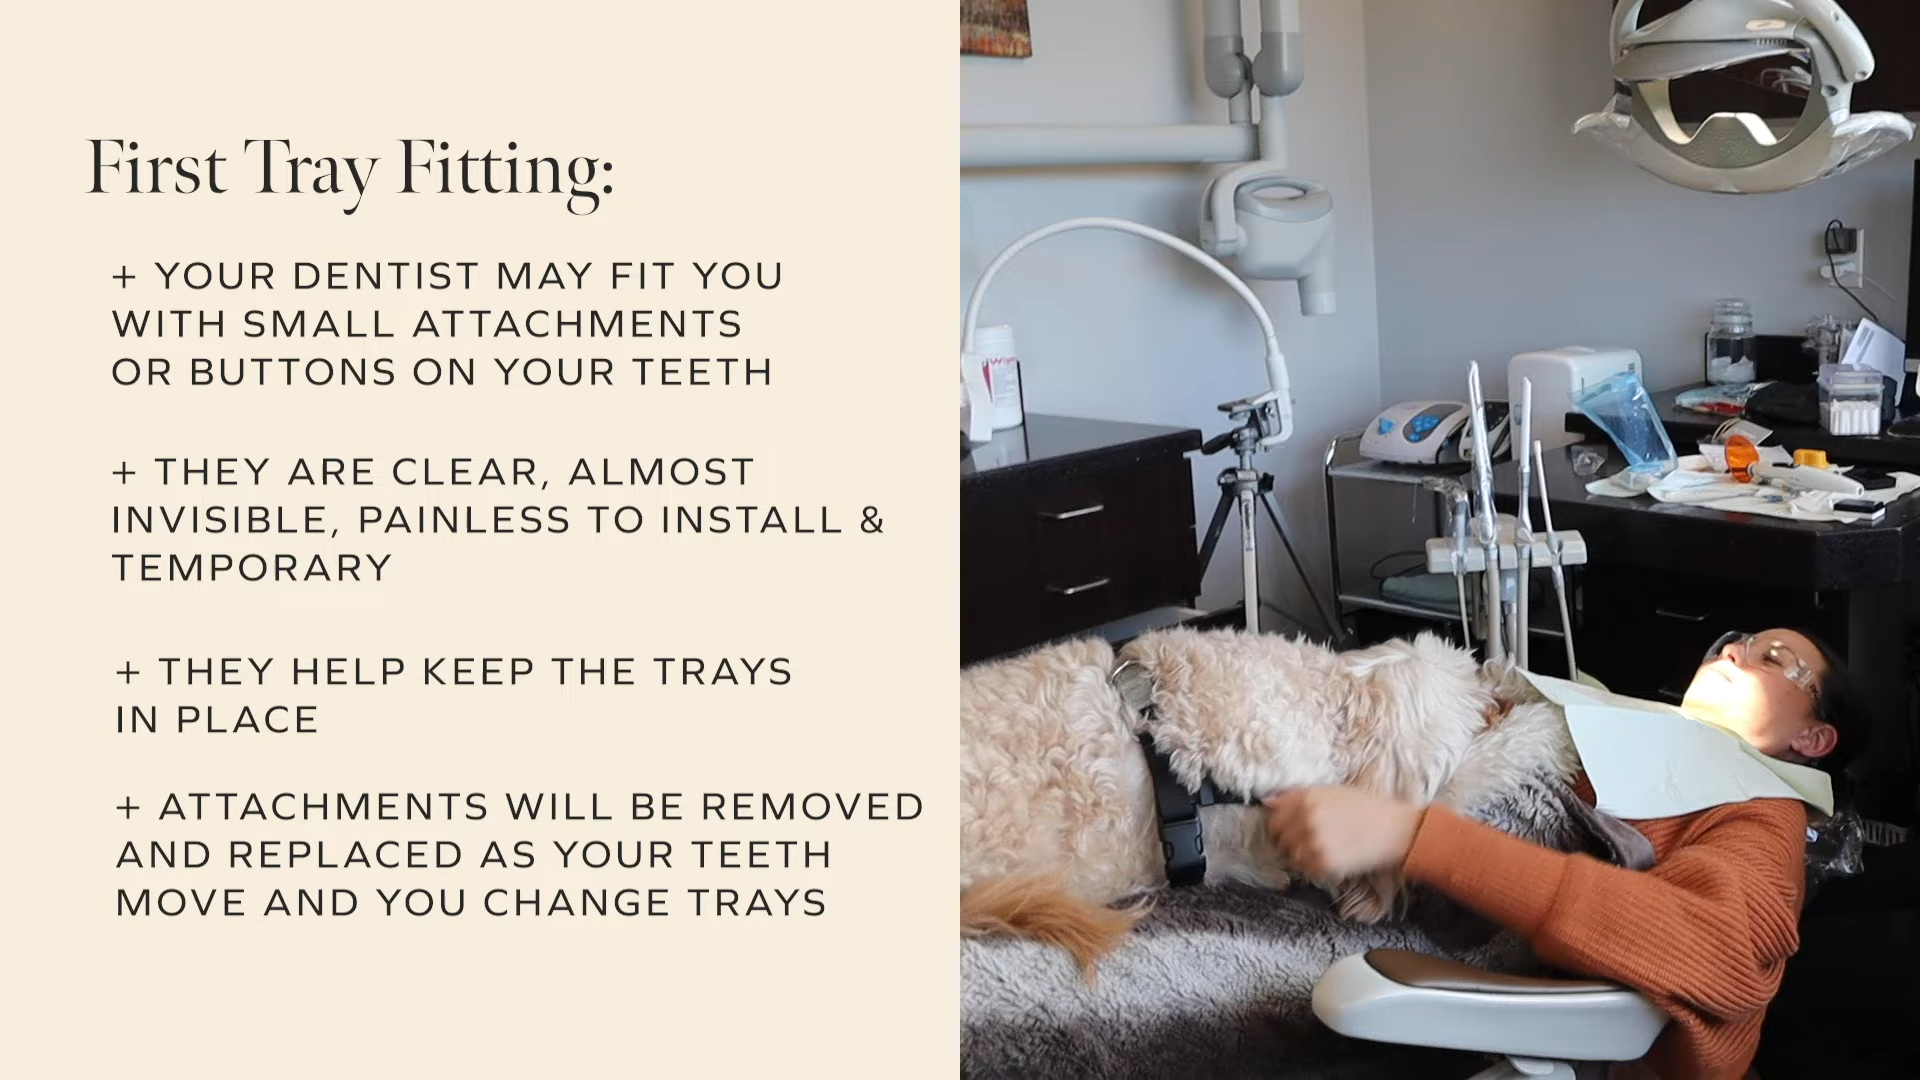 First Tray Fitting:
+ YOUR DENTIST MAY FIT YOU
WITH SMALL ATTACHMENTS
OR BUTTONS ON YOUR TEETH
+ THEY ARE CLEAR, ALMOST
INVISIBLE, PAINLESS TO INSTALL &
TEMPORARY
+ THEY HELP KEEP THE TRAYS
IN PLACE
+ ATTACHMENTS WILL BE REMOVED
AND REPLACED AS YOUR TEETH
MOVE AND YOU CHANGE TRAYS